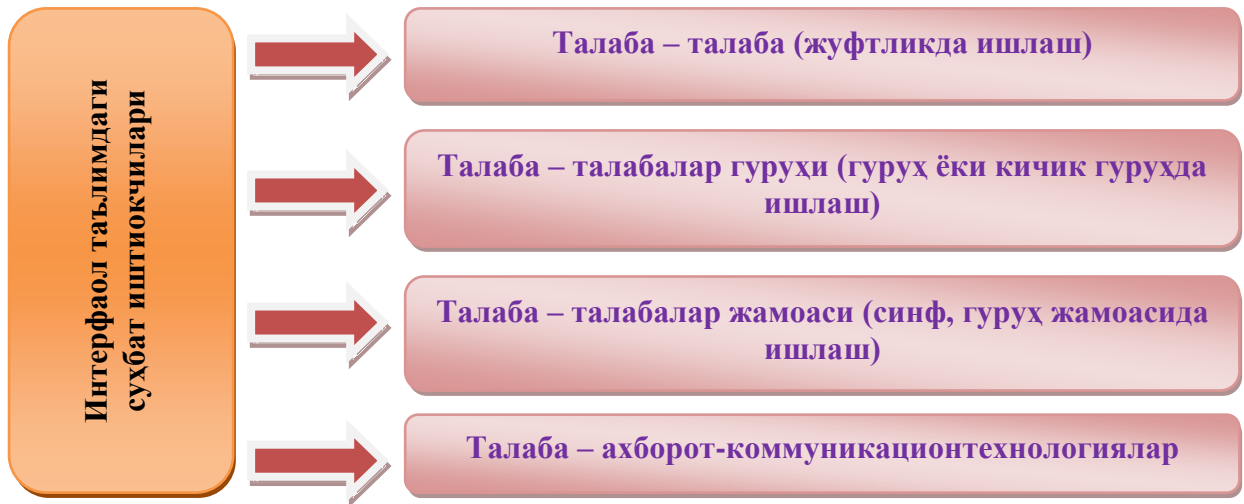 Интерфаол таълимдаги
суҳбат иштиокчилари
Талаба – талаба (жуфтликда ишлаш)
Талаба – талабалар гуруҳи (гуруҳ ёки кичик гуруҳда
ишлаш)
Талаба – талабалар жамоаси (синф, гуруҳ жамоасида
ишлаш)
Талаба – ахборот-коммуникационтехнологиялар